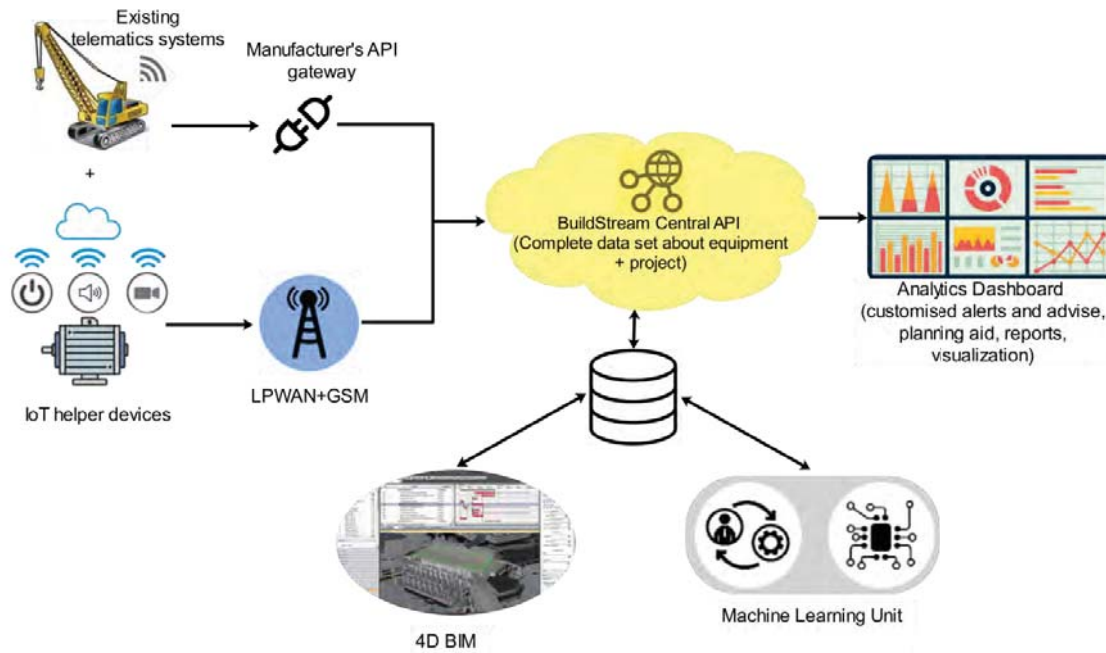 Existing
telematics systems
Manufacturer's API
gateway
+
IoT helper devices
LPWAN+GSM
BuildStream Central API
(Complete data set about equipment
+ project)
Analytics Dashboard
(customised alerts and advise,
planning aid, reports,
visualization)
4D BIM
Machine Learning Unit